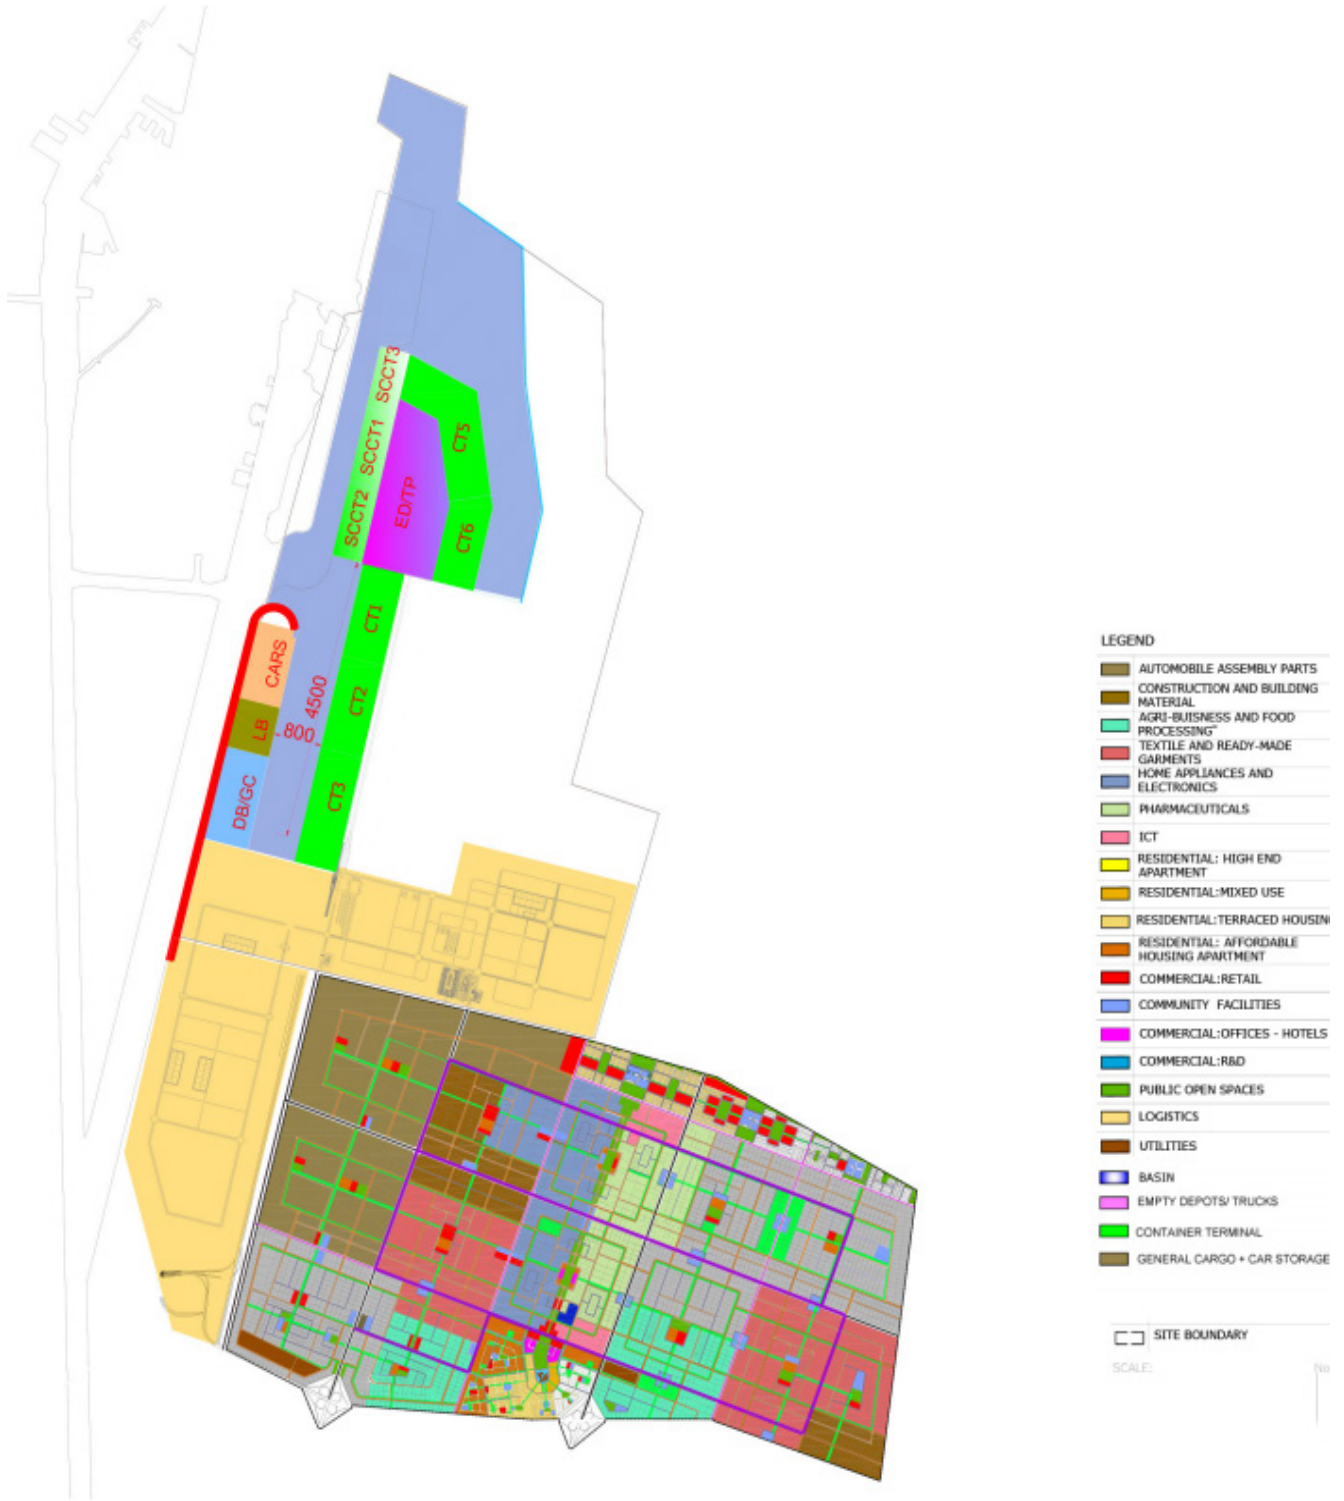 SCCT3
SCCT1
SCCT2
CT5
ED/TP
CT6
CT1
CARS
4500
CT2
LB
800
CT3
DB/GC
LEGEND
AUTOMOBILE ASSEMBLY PARTS
CONSTRUCTION AND BUILDING
MATERIAL
AGRI-BUISNESS AND FOOD
PROCESSING"
TEXTILE AND READY-MADE
GARMENTS
HOME APPLIANCES AND
ELECTRONICS
PHARMACEUTICALS
ICT
RESIDENTIAL: HIGH END
APARTMENT
RESIDENTIAL:MIXED USE
RESIDENTIAL:TERRACED HOUSING
RESIDENTIAL: AFFORDABLE
HOUSING APARTMENT
COMMERCIAL:RETAIL
COMMUNITY FACILITIES
COMMERCIAL:OFFICES - HOTELS
COMMERCIAL:R&D
PUBLIC OPEN SPACES
LOGISTICS
UTILITIES
BASIN
EMPTY DEPOTS/ TRUCKS
CONTAINER TERMINAL
GENERAL CARGO + CAR STORAGE
SITE BOUNDARY
SCALE:
No